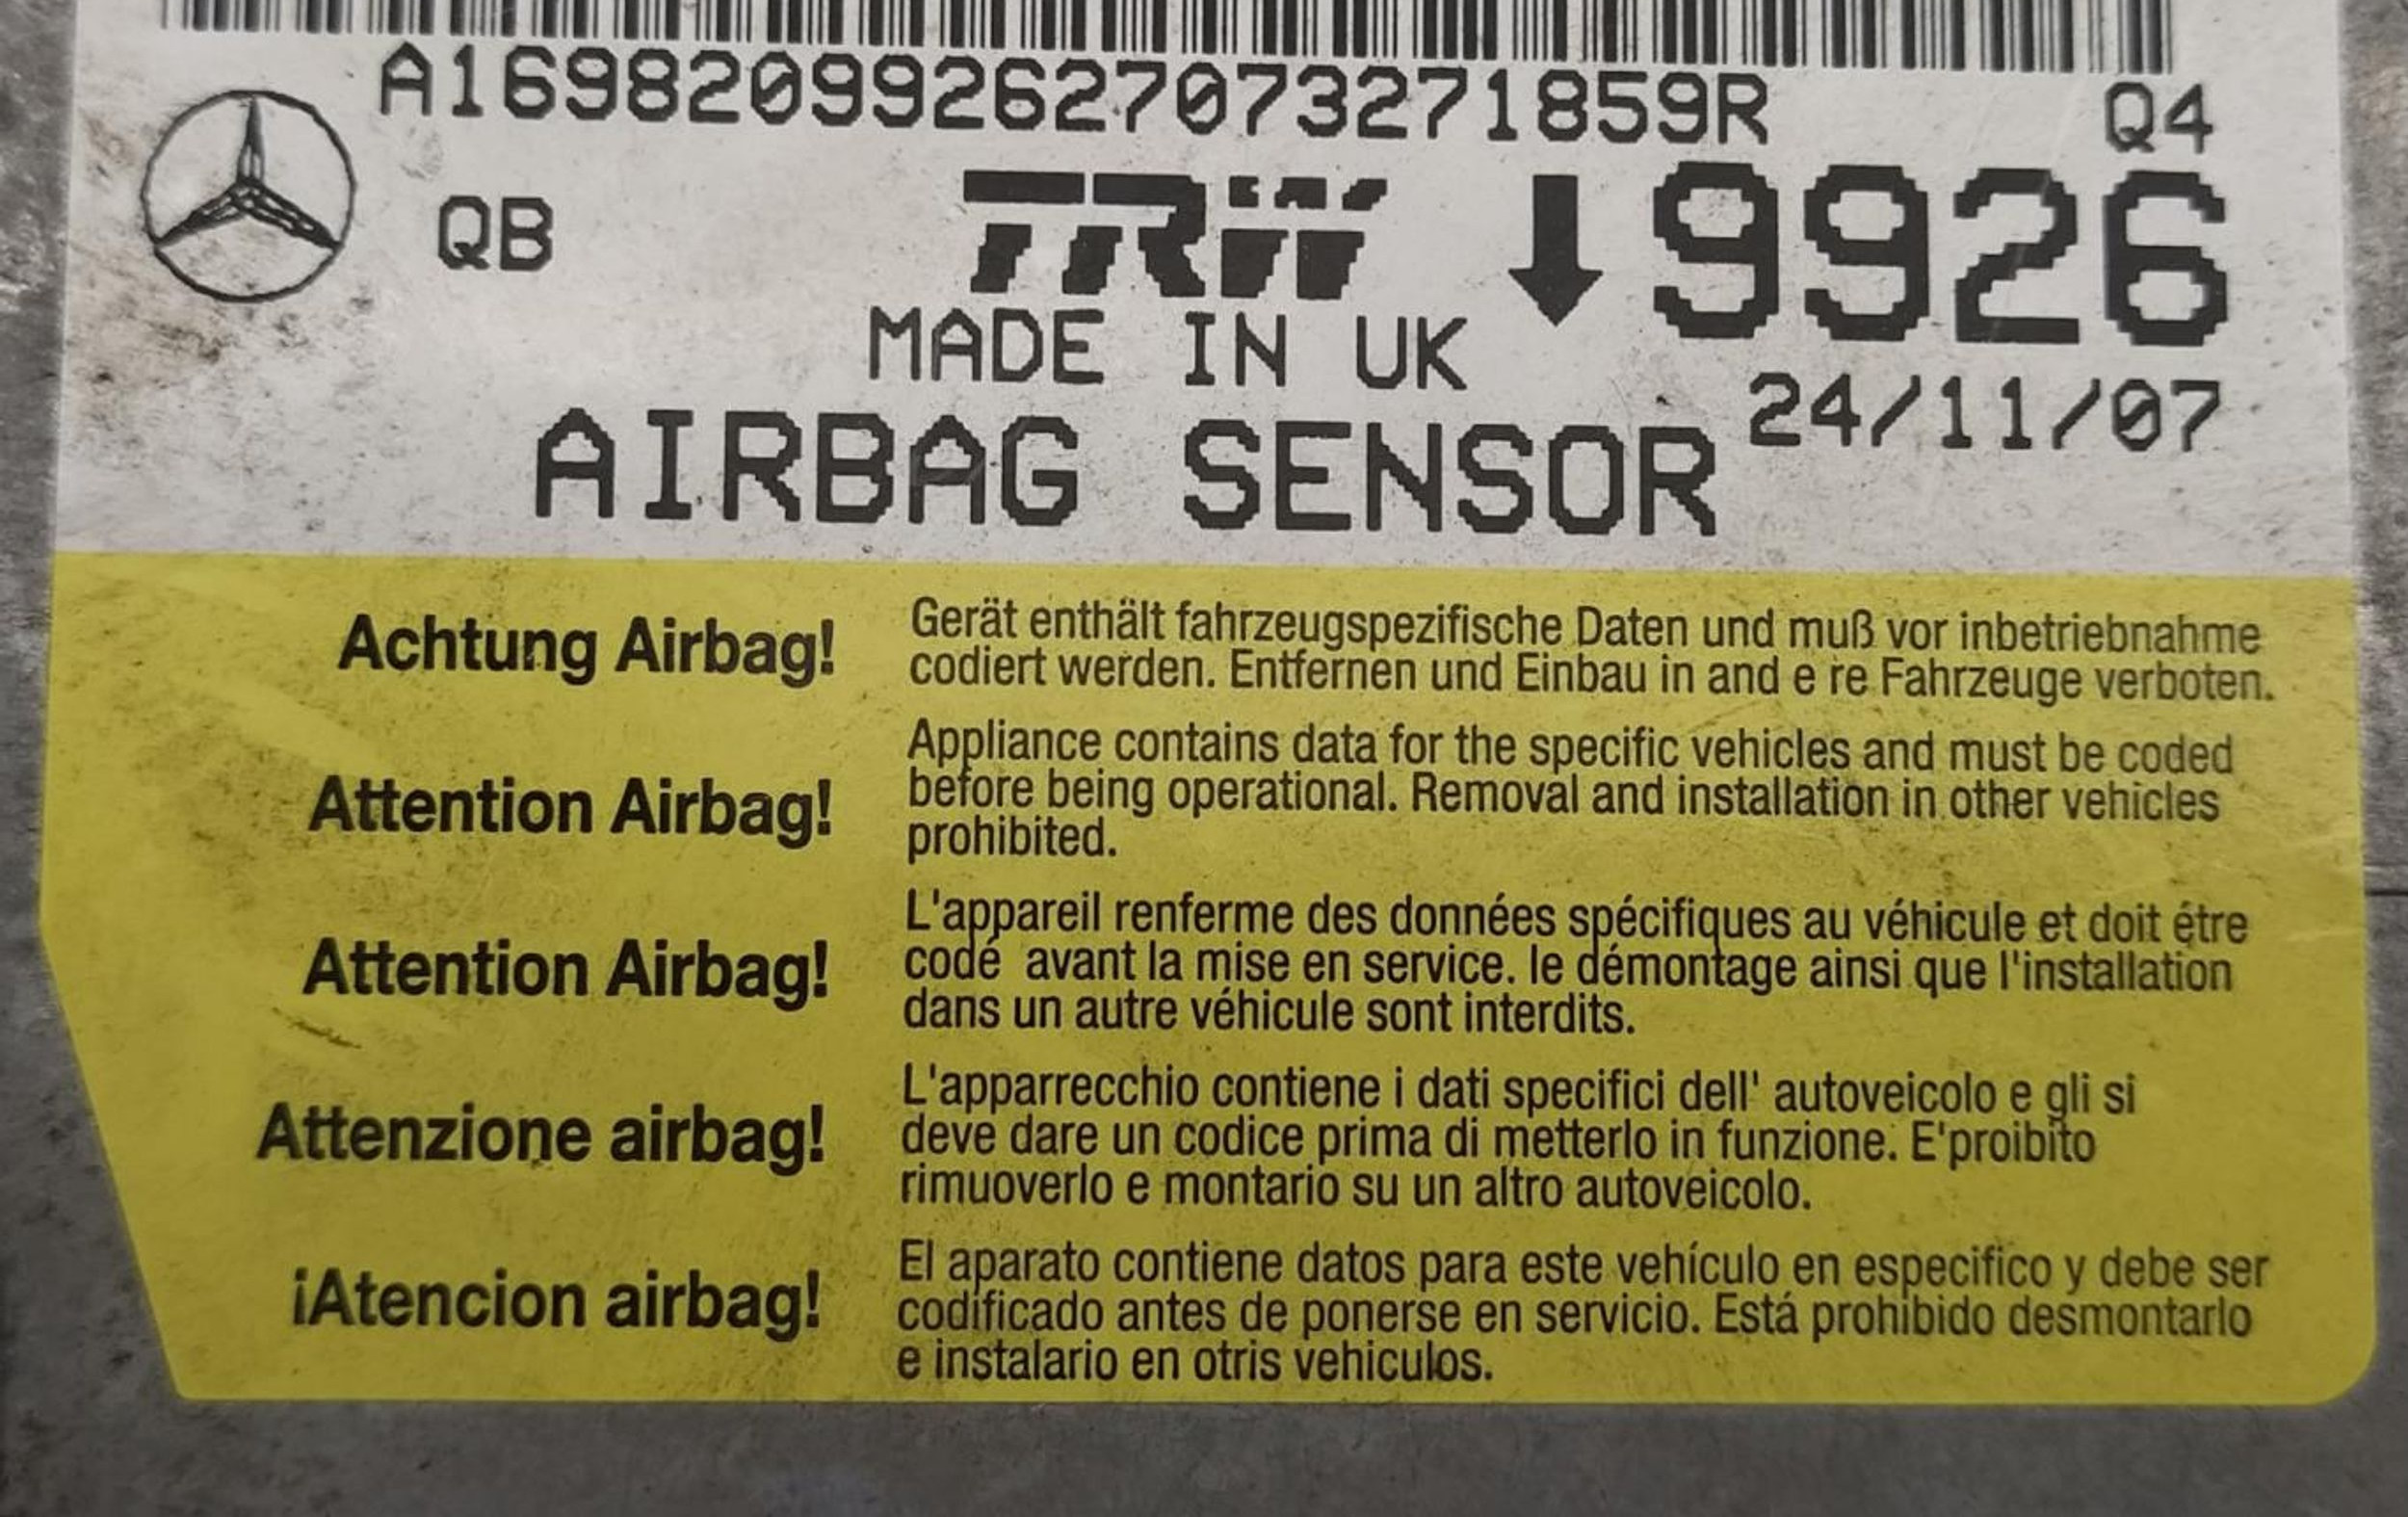 A169820992627073271859R Q4
QB TRW 9926
MADE IN UK
24/11/07
AIRBAG SENSOR
Achtung Airbag!
Gerät enthält fahrzeugspezifische Daten und muß vor inbetriebnahme
codiert werden. Entfernen und Einbau in and e re Fahrzeuge verboten.
Attention Airbag!
Appliance contains data for the specific vehicles and must be coded
before being operational. Removal and installation in other vehicles
prohibited.
Attention Airbag!
L'appareil renferme des données spécifiques au véhicule et doit étre
codé avant la mise en service. le démontage ainsi que l'installation
dans un autre véhicule sont interdits.
Attenzione airbag!
L'apparrecchio contiene i dati specifici dell' autoveicolo e gli si
deve dare un codice prima di metterlo in funzione. E'proibito
rimuoverlo e montario su un altro autoveicolo.
¡Atencion airbag!
El aparato contiene datos para este vehículo en especifico y debe ser
codificado antes de ponerse en servicio. Está prohibido desmontarlo
e instalario en otris vehiculos.